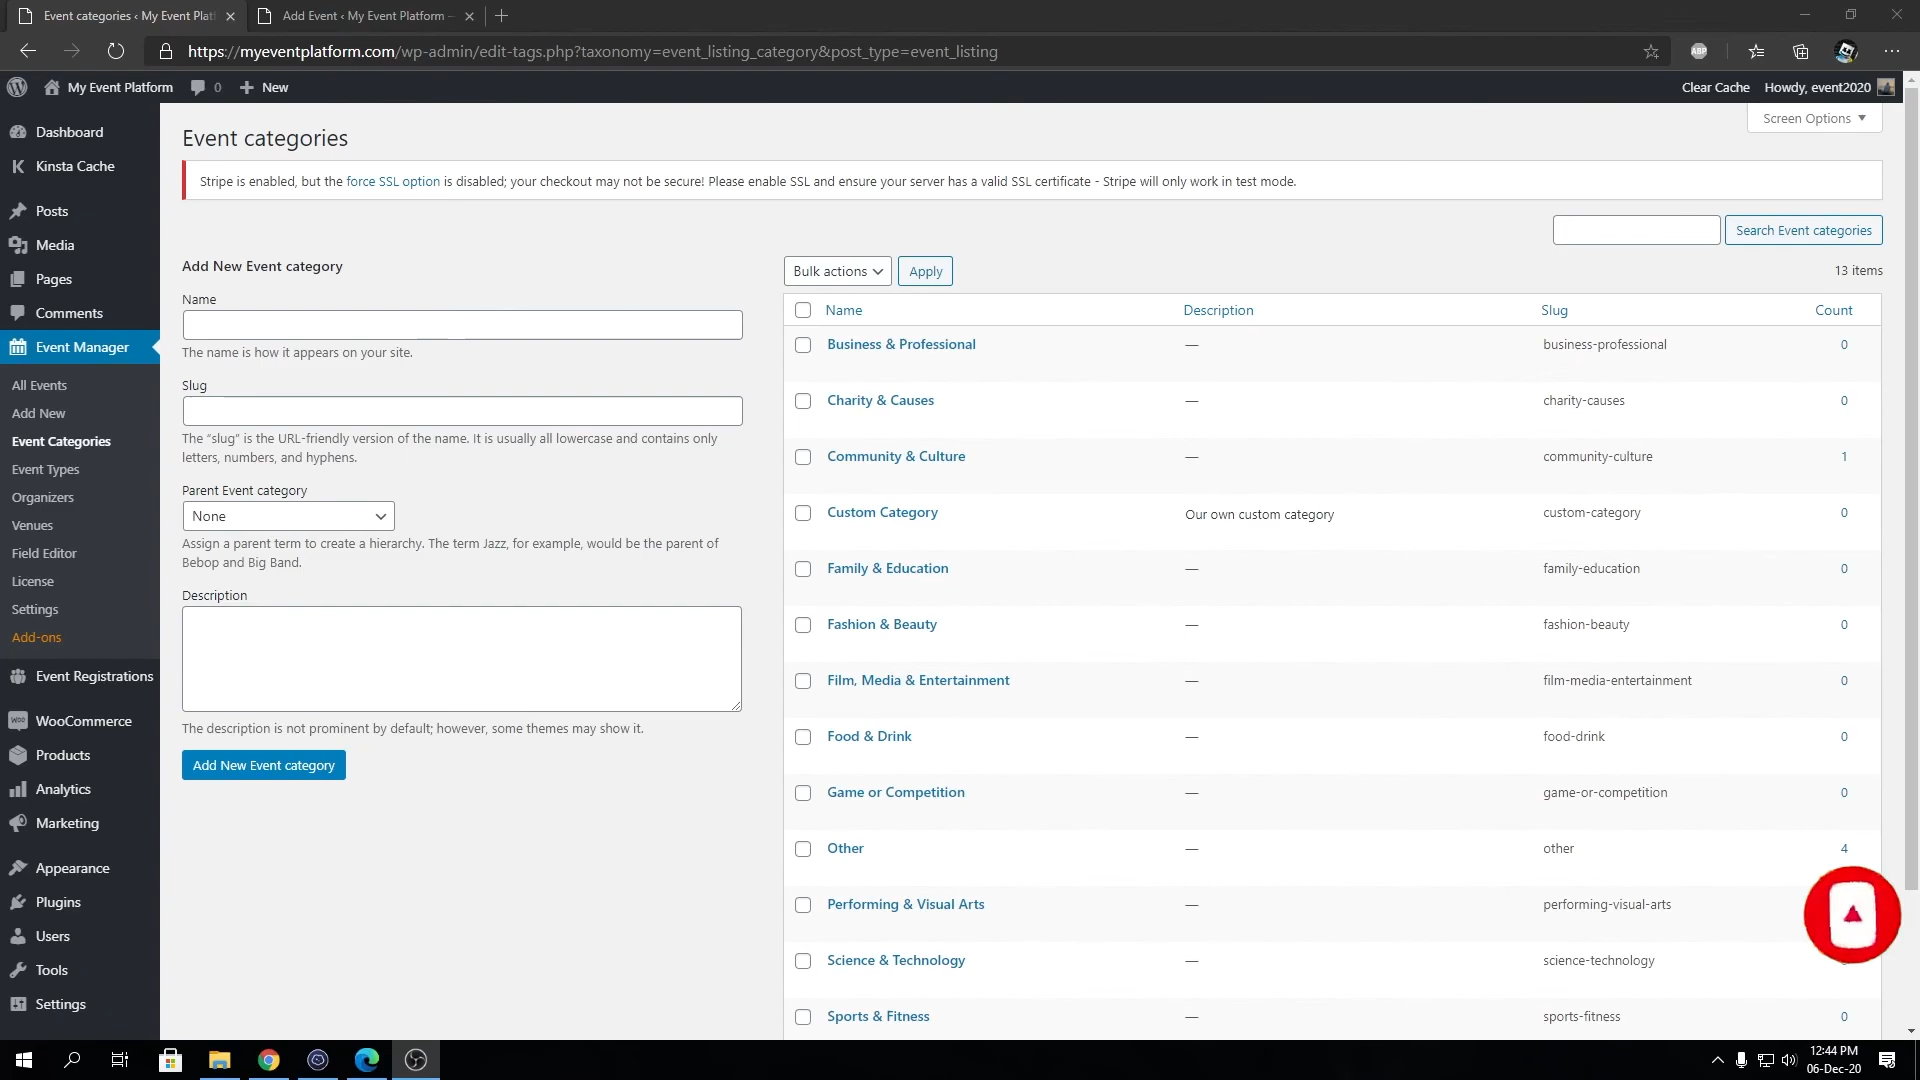 Event categories ‹ My Event Plat
Add Event ‹ My Event Platform –
https://myeventplatform.com/wp-admin/edit-tags.php?taxonomy=event_listing_category&post_type=event_listing
ABP
My Event Platform
0
New
Clear Cache
Howdy, event2020
Dashboard
Kinsta Cache
Posts
Media
Pages
Comments
Event Manager
All Events
Add New
Event Categories
Event Types
Organizers
Venues
Field Editor
License
Settings
Add-ons
Event Registrations
WooCommerce
Products
Analytics
Marketing
Appearance
Plugins
Users
Tools
Settings
Screen Options
Event categories
Stripe is enabled, but the force SSL option is disabled; your checkout may not be secure! Please enable SSL and ensure your server has a valid SSL certificate - Stripe will only work in test mode.
Search Event categories
Add New Event category
Name
The name is how it appears on your site.
Slug
The “slug” is the URL-friendly version of the name. It is usually all lowercase and contains only
letters, numbers, and hyphens.
Parent Event category
None
Assign a parent term to create a hierarchy. The term Jazz, for example, would be the parent of
Bebop and Big Band.
Description
The description is not prominent by default; however, some themes may show it.
Add New Event category
Bulk actions
Apply
13 items
Name Description Slug Count
Business & Professional — business-professional 0
Charity & Causes — charity-causes 0
Community & Culture — community-culture 1
Custom Category Our own custom category custom-category 0
Family & Education — family-education 0
Fashion & Beauty — fashion-beauty 0
Film, Media & Entertainment — film-media-entertainment 0
Food & Drink — food-drink 0
Game or Competition — game-or-competition 0
Other — other 4
Performing & Visual Arts — performing-visual-arts
Science & Technology — science-technology
Sports & Fitness — sports-fitness 0
12:44 PM
06-Dec-20